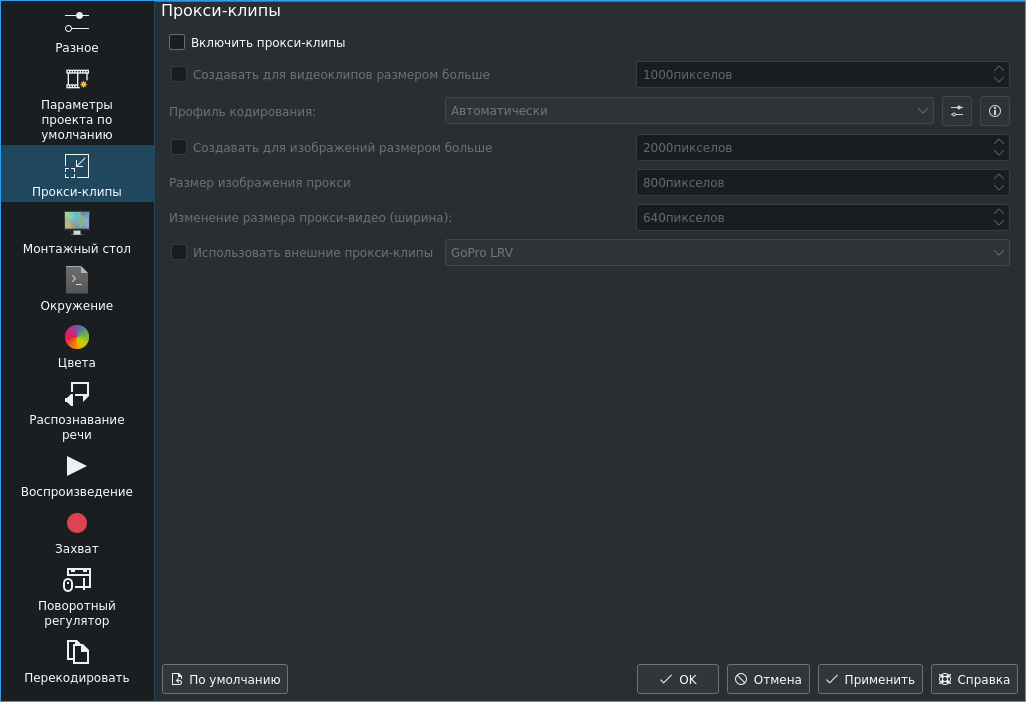 Разное
Параметры
проекта по
умолчанию
Прокси-клипы
Монтажный стол
Окружение
Цвета
Распознавание
речи
Воспроизведение
Захват
Поворотный
регулятор
Перекодировать
Прокси-клипы
Включить прокси-клипы
Создавать для видеоклипов размером больше 1000пикселов
Профиль кодирования: Автоматически
Создавать для изображений размером больше 2000пикселов
Размер изображения прокси 800пикселов
Изменение размера прокси-видео (ширина): 640пикселов
Использовать внешние прокси-клипы GoPro LRV
По умолчанию OK Отмена Применить Справка